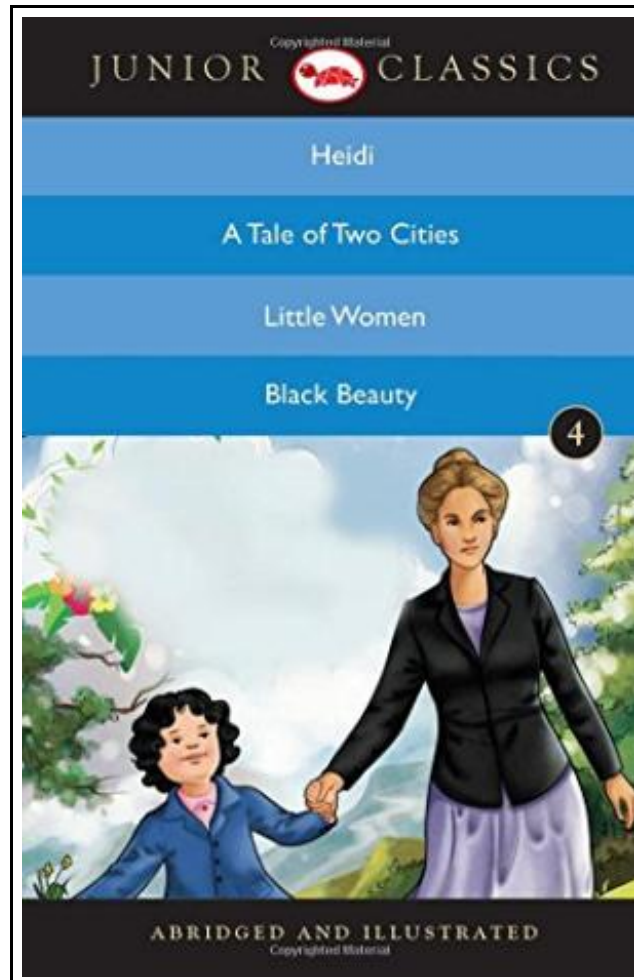 Copyrighted Material
JUNIOR CLASSICS
Heidi
A Tale of Two Cities
Little Women
Black Beauty
4
ABRIDGED AND ILLUSTRATED
Copyrighted Material